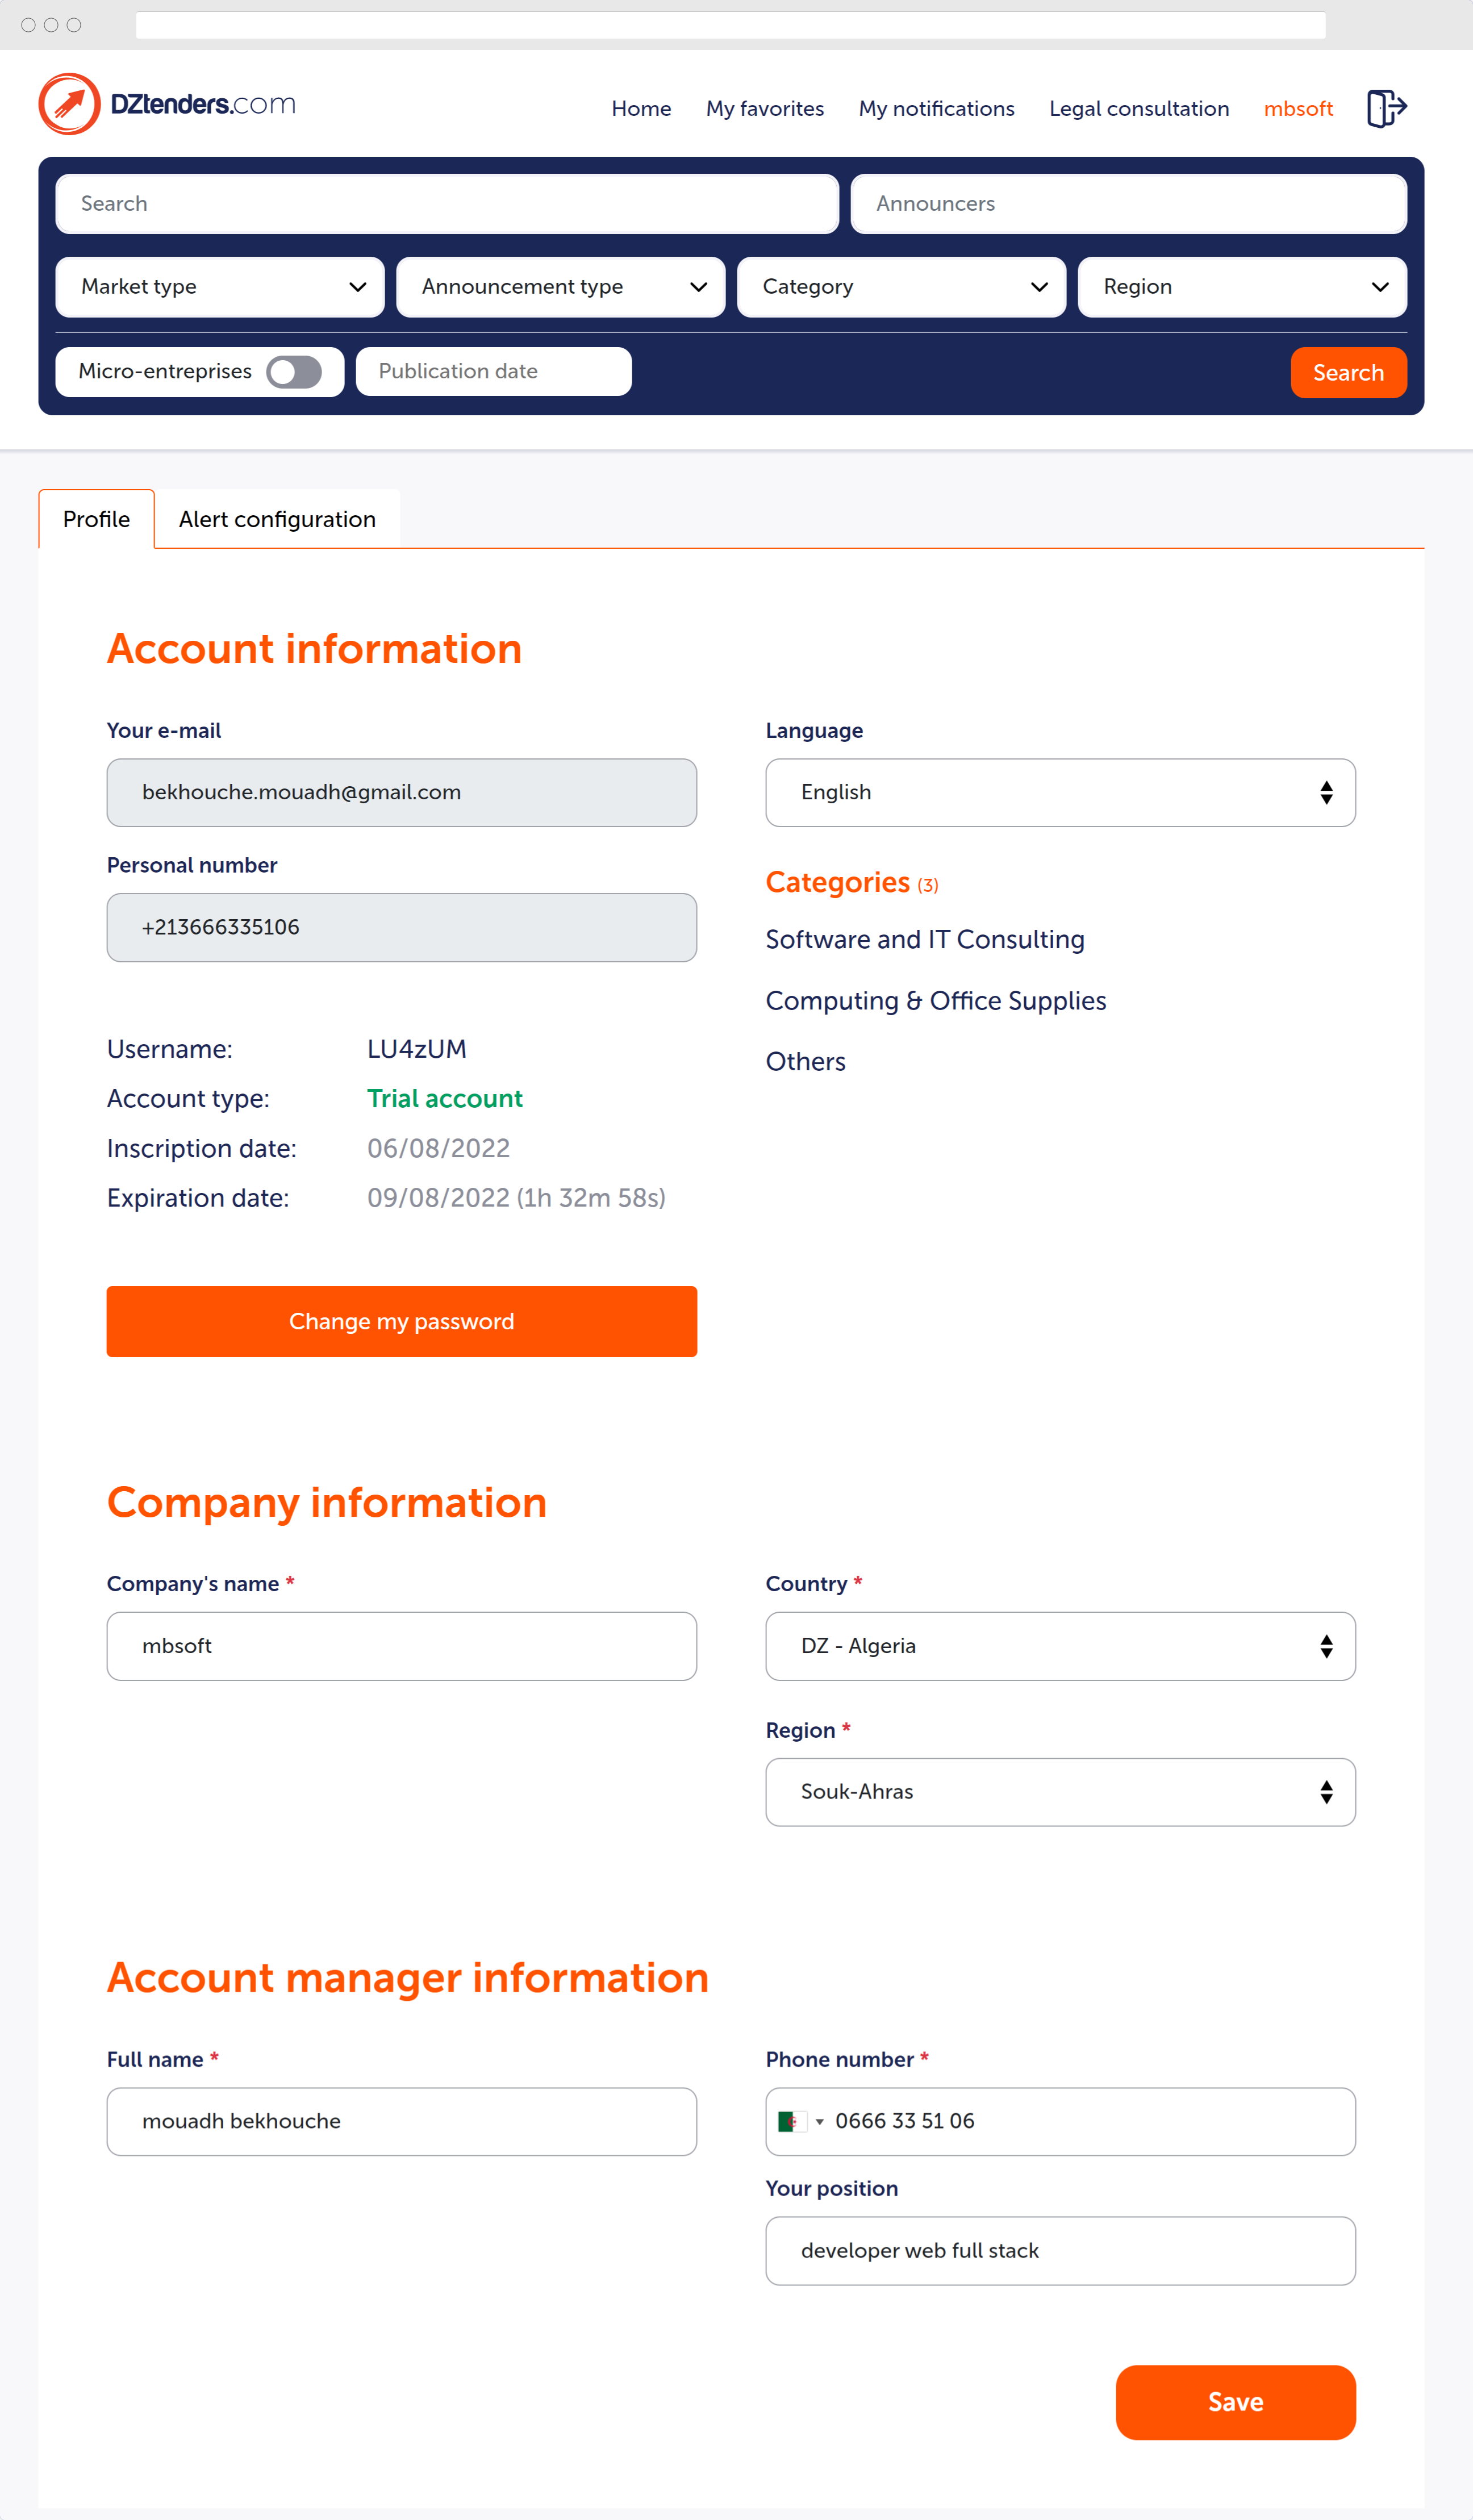 DZtenders.com
Home My favorites My notifications Legal consultation mbsoft
Search Announcers
Market type Announcement type Category Region
Micro-entreprises Publication date Search
Profile Alert configuration
Account information
Your e-mail Language
bekhouche.mouadh@gmail.com English
Personal number
Categories (3)
+213666335106
Software and IT Consulting
Computing & Office Supplies
Username: LU4zUM
Others
Account type: Trial account
Inscription date: 06/08/2022
Expiration date: 09/08/2022 (1h 32m 58s)
Change my password
Company information
Company's name * Country *
mbsoft DZ - Algeria
Region *
Souk-Ahras
Account manager information
Full name * Phone number *
mouadh bekhouche 0666 33 51 06
Your position
developer web full stack
Save